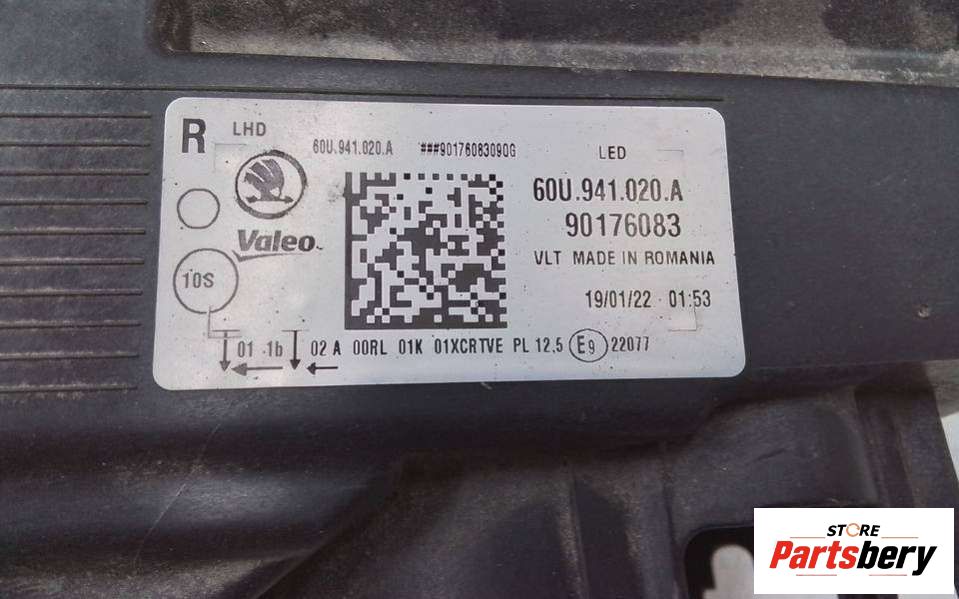 R LHD 60U.941.020.A ###90176083090G LED
60U.941.020.A
90176083
Valeo
VLT MADE IN ROMANIA
10S
19/01/22 01:53
01 1b 02 A 00RL 01K 01XCRTVE PL 12.5 E9 22077
STORE
Partsbery